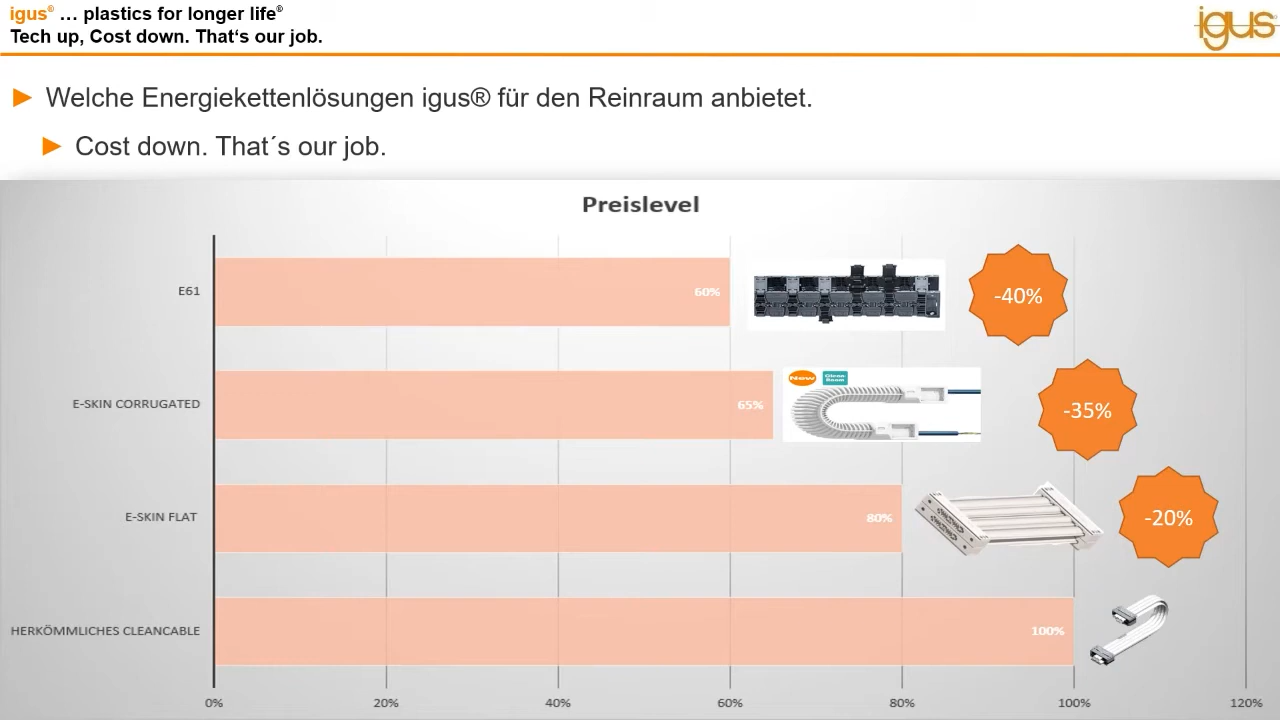 igus® … plastics for longer life®
Tech up, Cost down. That‘s our job.
igus
Welche Energiekettenlösungen igus® für den Reinraum anbietet.
Cost down. That´s our job.
Preislevel
E61
60%
-40%
E-SKIN CORRUGATED
65%
New
Clean Room
-35%
E-SKIN FLAT
80%
-20%
HERKÖMMLICHES CLEANCABLE
100%
0% 20% 40% 60% 80% 100% 120%